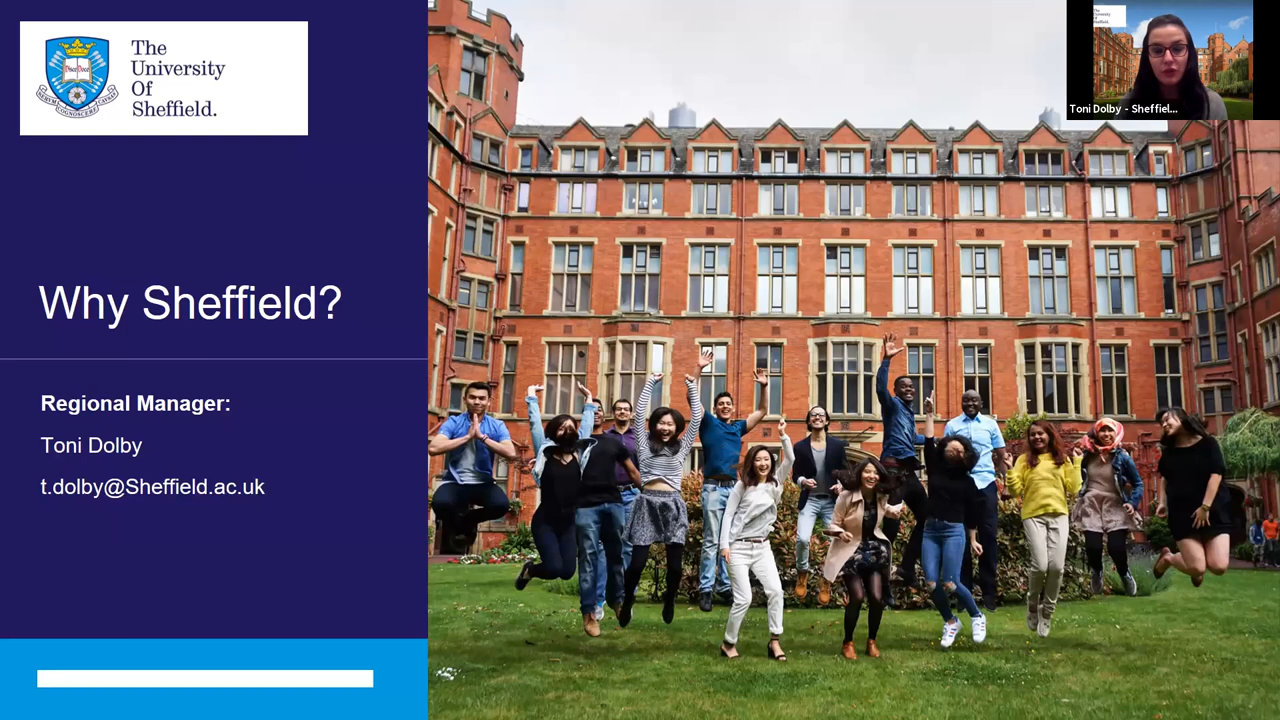 The
University
Of
Sheffield.
Why Sheffield?
Regional Manager:
Toni Dolby
t.dolby@Sheffield.ac.uk
Toni Dolby - Sheffiel...